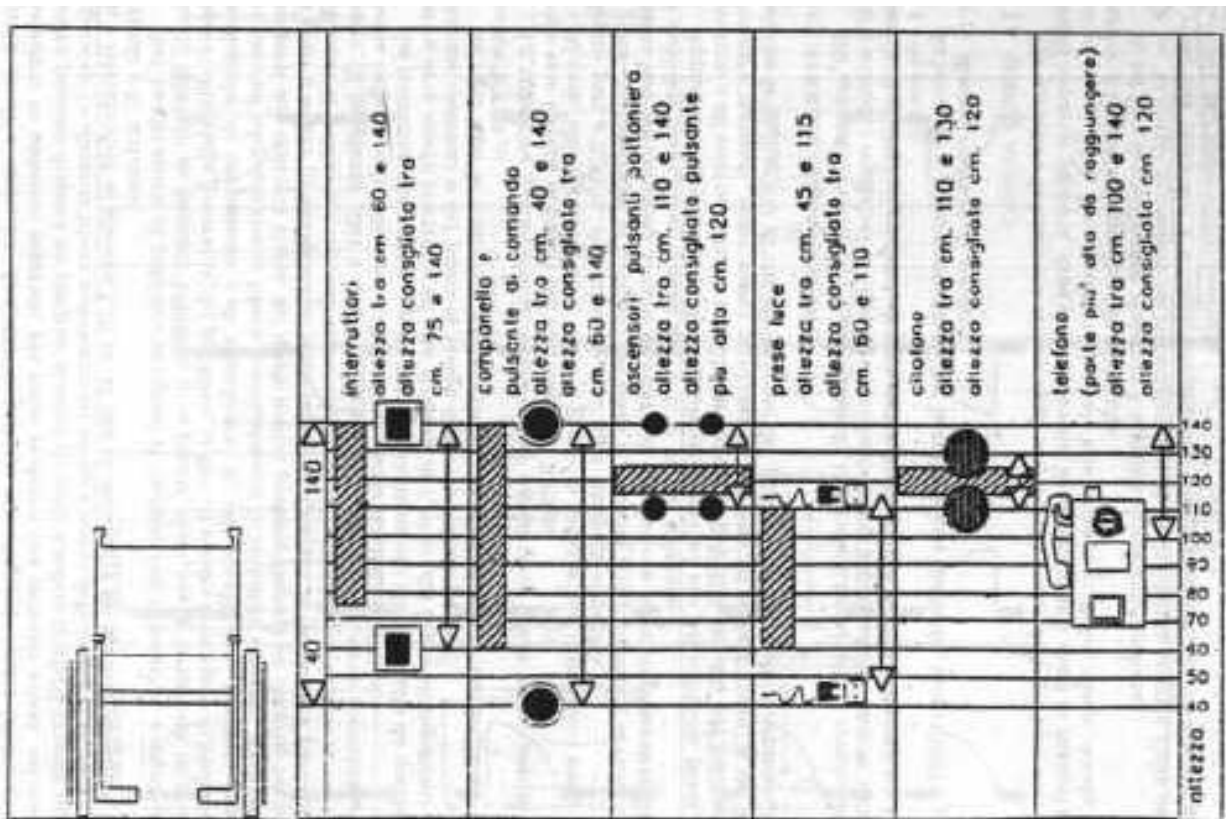 140
40
interruttori
altezza tra cm. 60 e 140
altezza consigliata tra
cm. 75 e 140
campanello e
pulsante di comando
altezza tra cm. 40 e 140
altezza consigliata tra
cm. 60 e 140
ascensori pulsanti
altezza tra cm. 110 e 140
altezza consigliata pulsante
più alto cm. 120
prese luce
altezza tra cm. 45 e 115
altezza consigliata tra
cm. 60 e 110
citofono
altezza tra cm. 110 e 130
altezza consigliata cm. 120
telefono
(parte più alta da raggiungere)
altezza tra cm. 100 e 140
altezza consigliata cm. 120
140
130
120
110
100
90
80
70
60
50
40
altezza